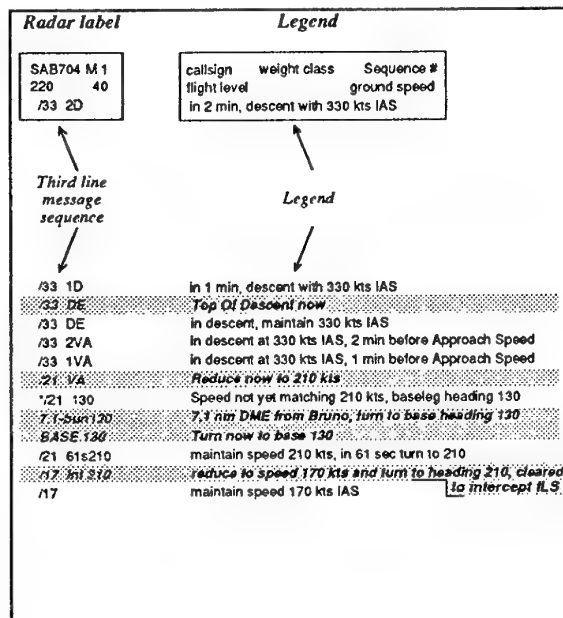 Radar label Legend
SAB704 M 1 callsign weight class Sequence #
220 40 flight level ground speed
/33 2D in 2 min, descent with 330 kts IAS
Third line
message Legend
sequence
/33 1D in 1 min, descent with 330 kts IAS
/33 DE Top Of Descent now
/33 DE in descent, maintain 330 kts IAS
/33 2VA in descent at 330 kts IAS, 2 min before Approach Speed
/33 1VA in descent at 330 kts IAS, 1 min before Approach Speed
/21 VA Reduce now to 210 kts
*/21 130 Speed not yet matching 210 kts, baseleg heading 130
7.1-bun130 7,1 nm DME from Bruno, turn to base heading 130
BASE.130 Turn now to base 130
/21 61s210 maintain speed 210 kts, in 61 sec turn to 210
/17 Int 210 reduce to speed 170 kts and turn to heading 210, cleared
/17 maintain speed 170 kts IAS to intercept ILS